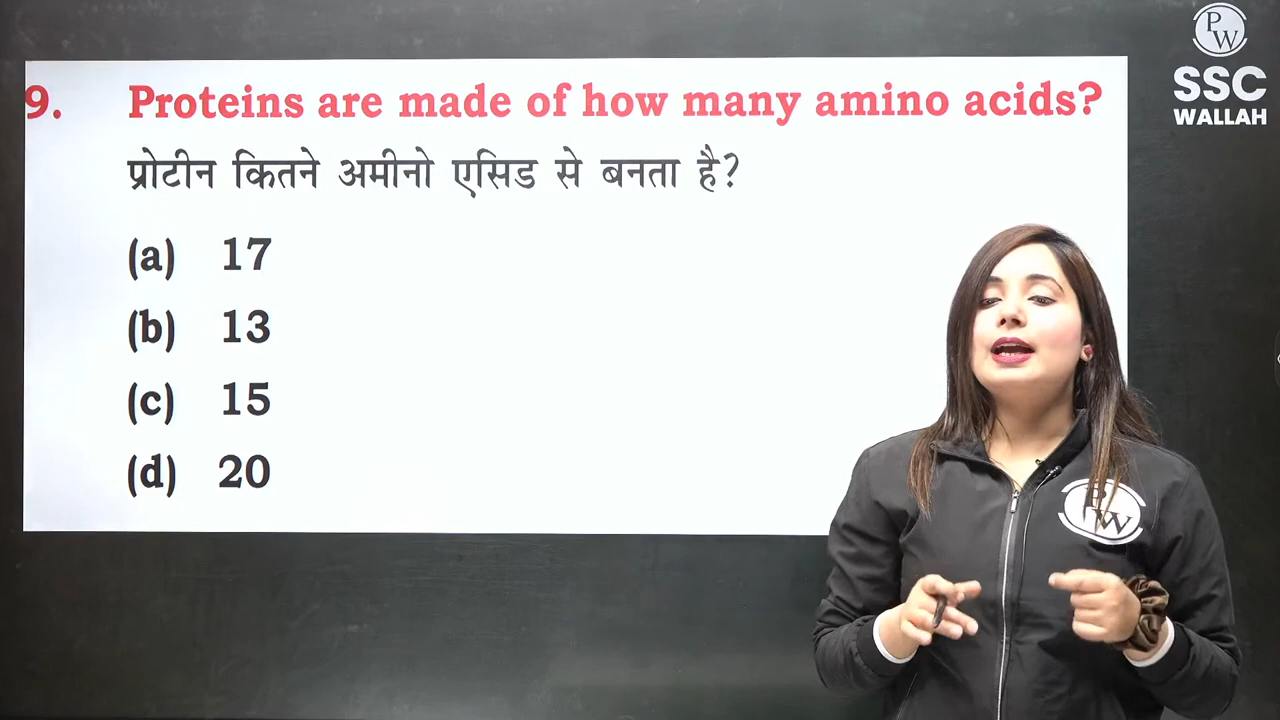 PW
SSC
WALLAH
9. Proteins are made of how many amino acids?
प्रोटीन कितने अमीनो एसिड से बनता है?
(a) 17
(b) 13
(c) 15
(d) 20
PW